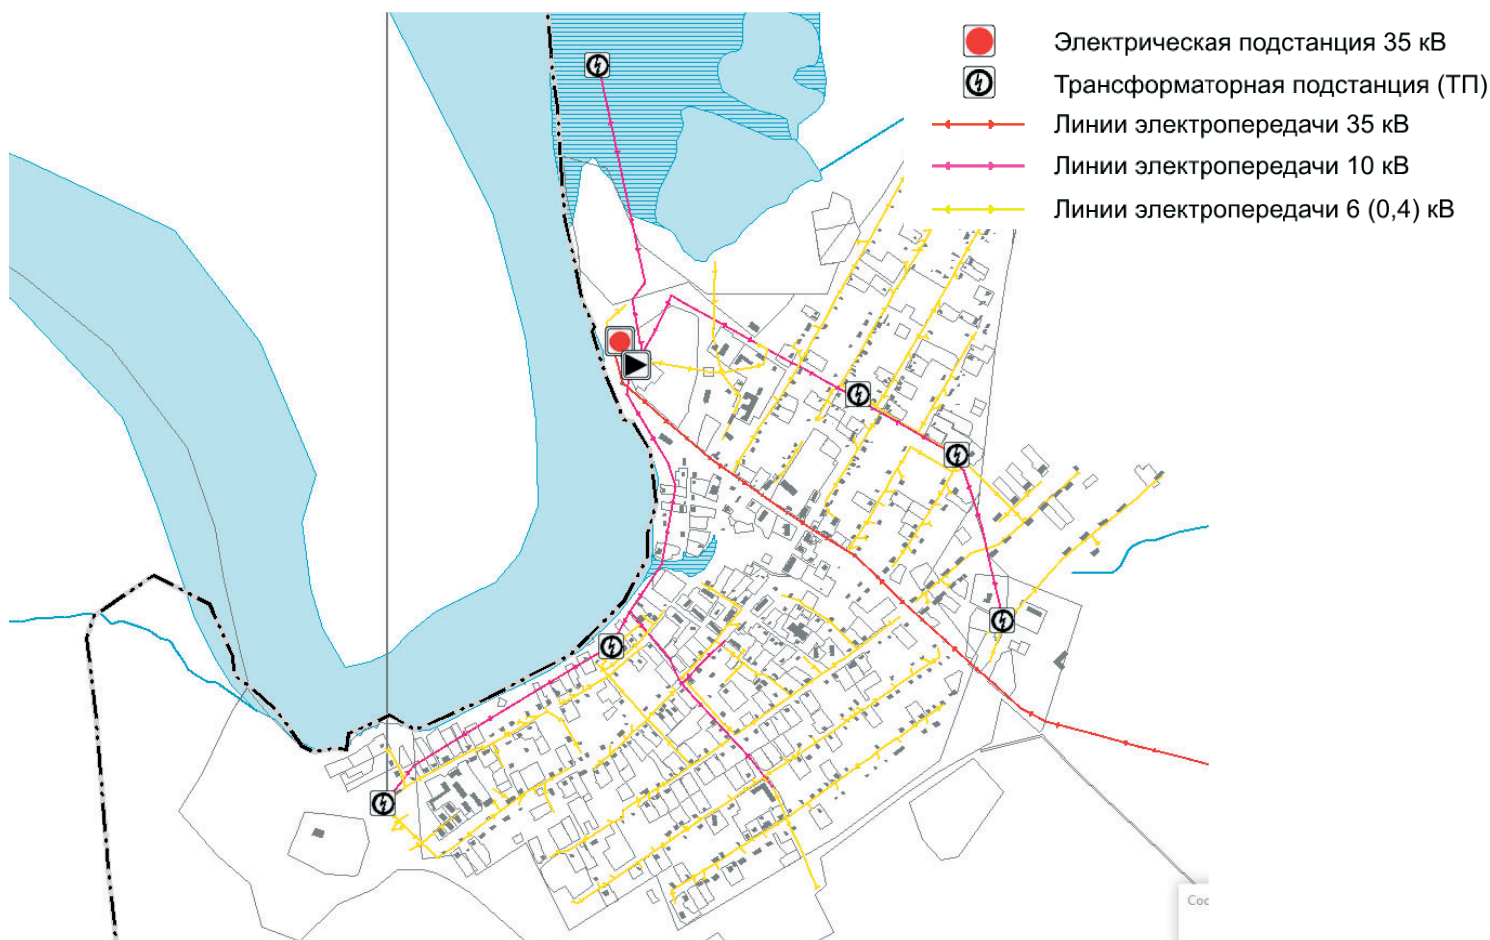 Электрическая подстанция 35 кВ
Трансформаторная подстанция (ТП)
Линии электропередачи 35 кВ
Линии электропередачи 10 кВ
Линии электропередачи 6 (0,4) кВ
Сос